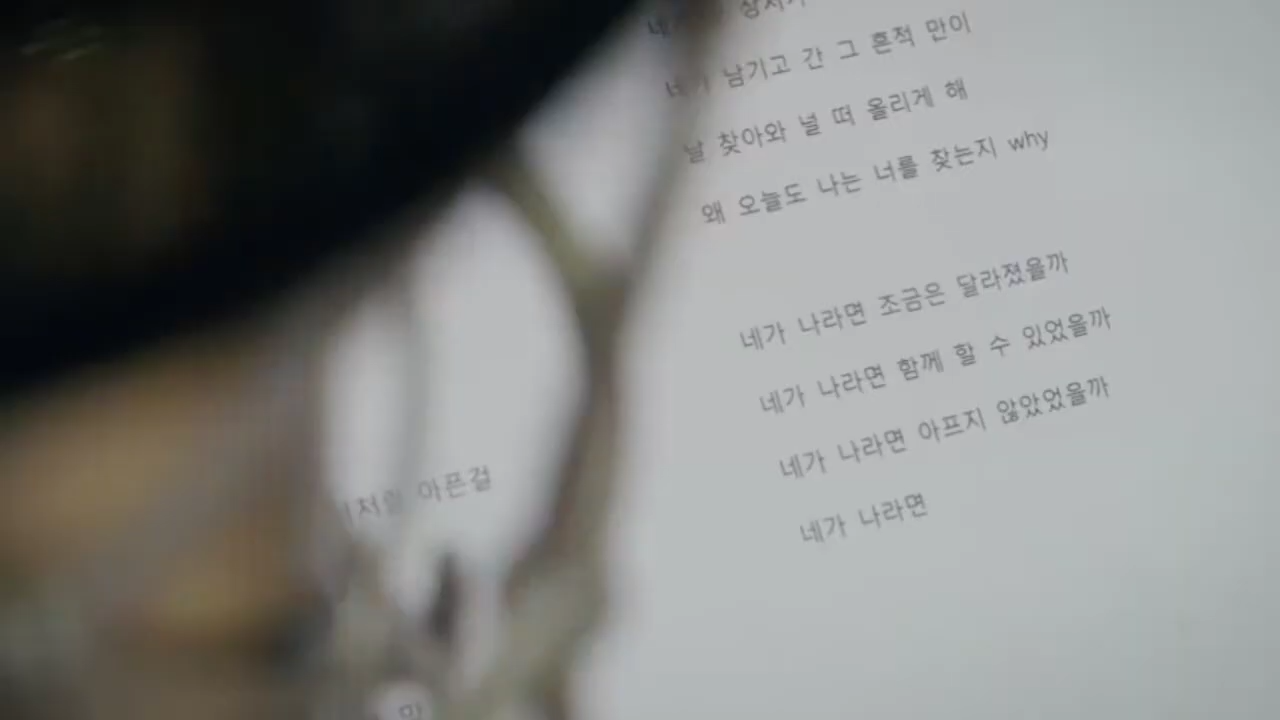 남기고 간 그 흔적 만이
날 찾아와 널 떠 올리게 해
왜 오늘도 나는 너를 찾는지 why
네가 나라면 조금은 달라졌을까
네가 나라면 함께 할 수 있었을까
네가 나라면 아프지 않았었을까
네가 나라면
아픈걸